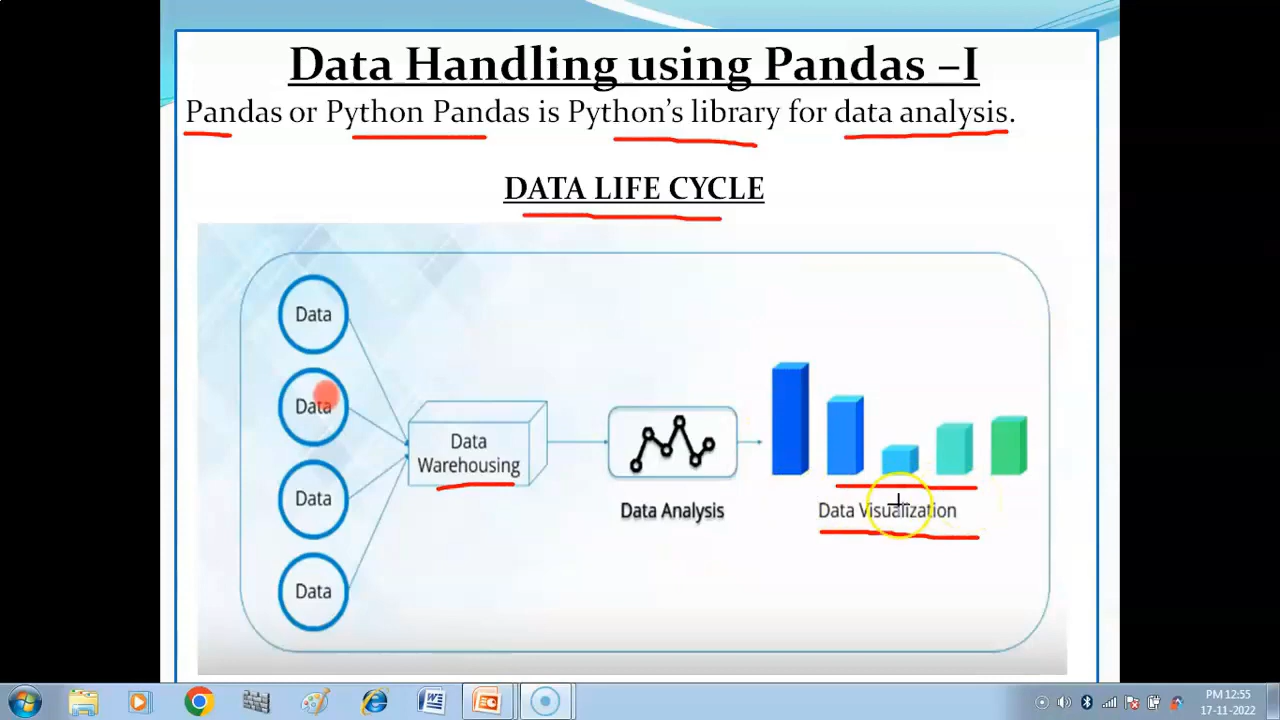 Data Handling using Pandas –I
Pandas or Python Pandas is Python’s library for data analysis.
DATA LIFE CYCLE
Data
Data
Data
Data
Data
Warehousing
Data Analysis
Data Visualization
PM 12:55
17-11-2022